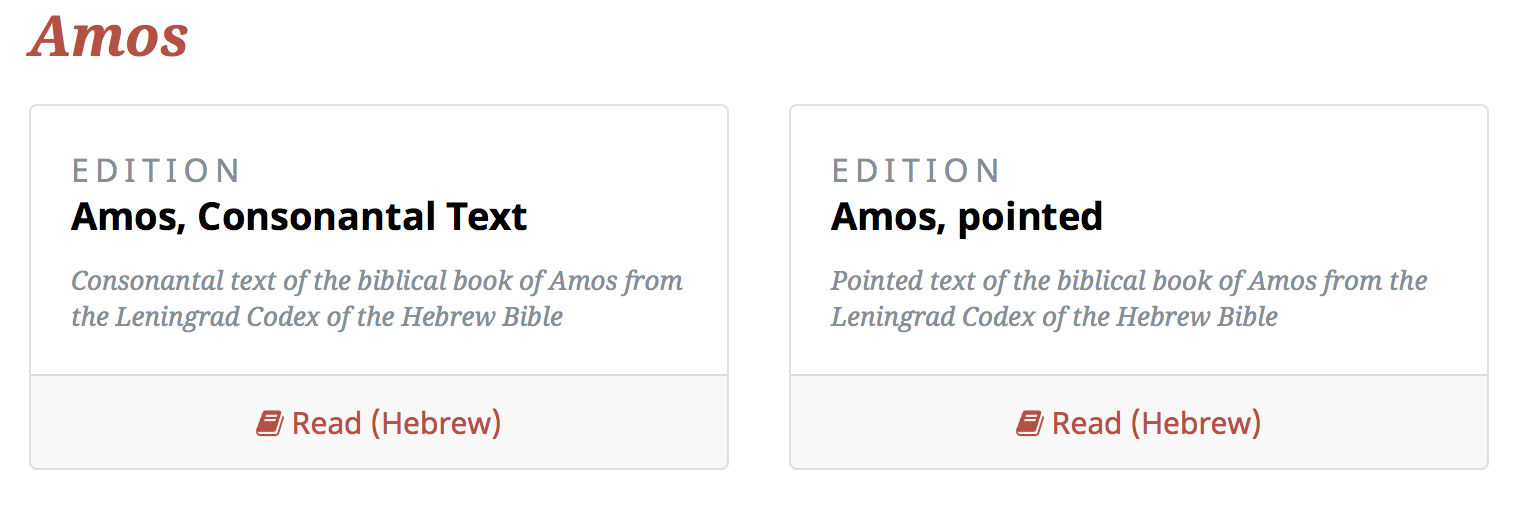 Amos
EDITION
Amos, Consonantal Text
Consonantal text of the biblical book of Amos from
the Leningrad Codex of the Hebrew Bible
Read (Hebrew)
EDITION
Amos, pointed
Pointed text of the biblical book of Amos from the
Leningrad Codex of the Hebrew Bible
Read (Hebrew)